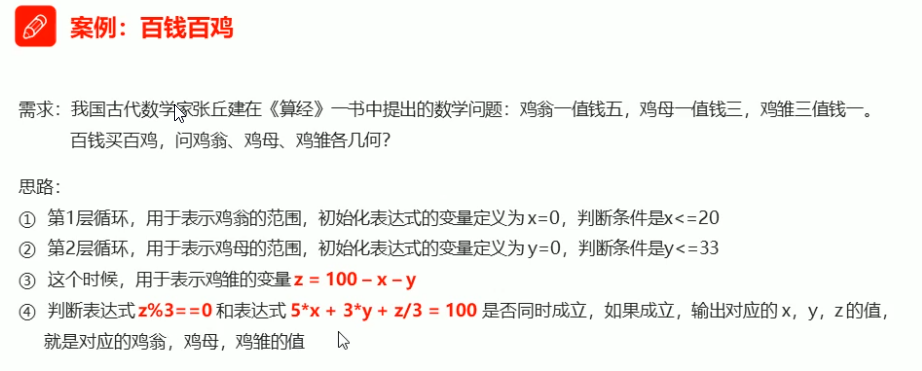 案例：百钱百鸡
需求：我国古代数学家张丘建在《算经》一书中提出的数学问题：鸡翁一值钱五，鸡母一值钱三，鸡雏三值钱一。
百钱买百鸡，问鸡翁、鸡母、鸡雏各几何？
思路：
① 第1层循环，用于表示鸡翁的范围，初始化表达式的变量定义为 x=0，判断条件是x<=20
② 第2层循环，用于表示鸡母的范围，初始化表达式的变量定义为 y=0，判断条件是y<=33
③ 这个时候，用于表示鸡雏的变量 z = 100 – x – y
④ 判断表达式 z%3==0 和表达式 5*x + 3*y + z/3 = 100 是否同时成立，如果成立，输出对应的 x，y，z 的值，
就是对应的鸡翁，鸡母，鸡雏的值